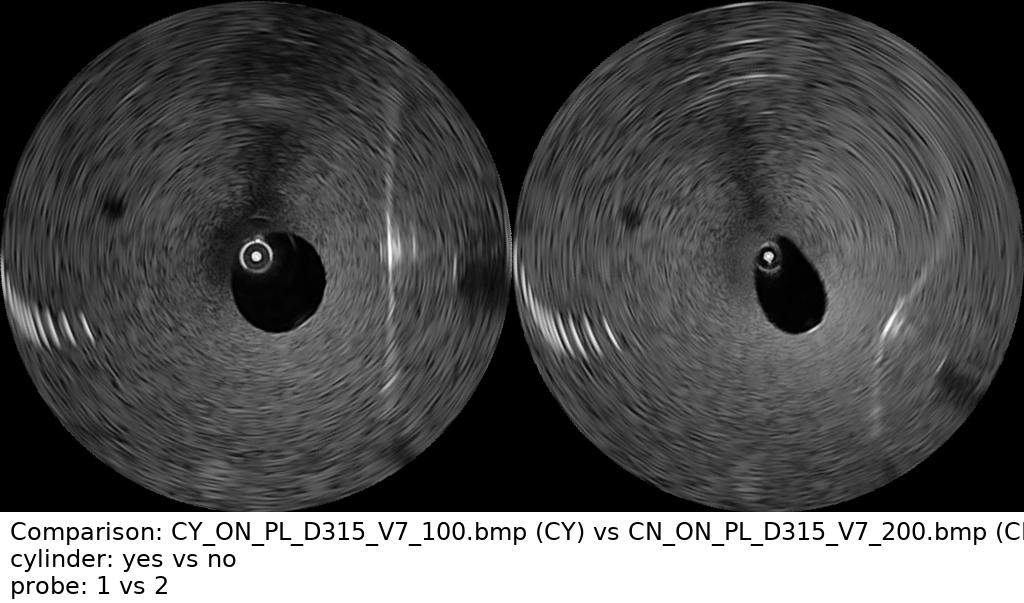 Comparison: CY_ON_PL_D315_V7_100.bmp (CY) vs CN_ON_PL_D315_V7_200.bmp
cylinder: yes vs no
probe: 1 vs 2